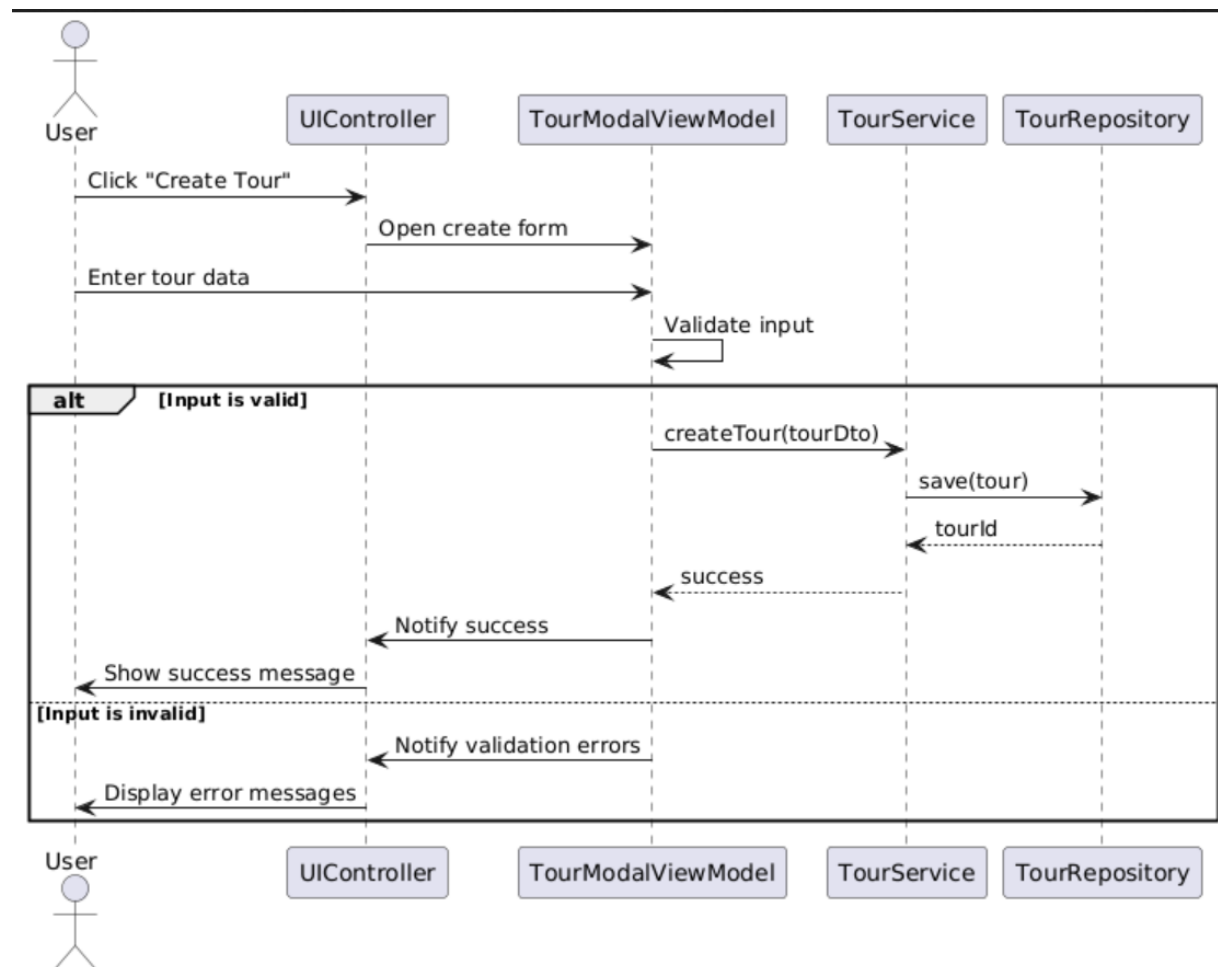 User
UIController
TourModalViewModel
TourService
TourRepository
Click "Create Tour"
Open create form
Enter tour data
Validate input
alt
[Input is valid]
createTour(tourDto)
save(tour)
tourId
success
Notify success
Show success message
[Input is invalid]
Notify validation errors
Display error messages
User
UIController
TourModalViewModel
TourService
TourRepository